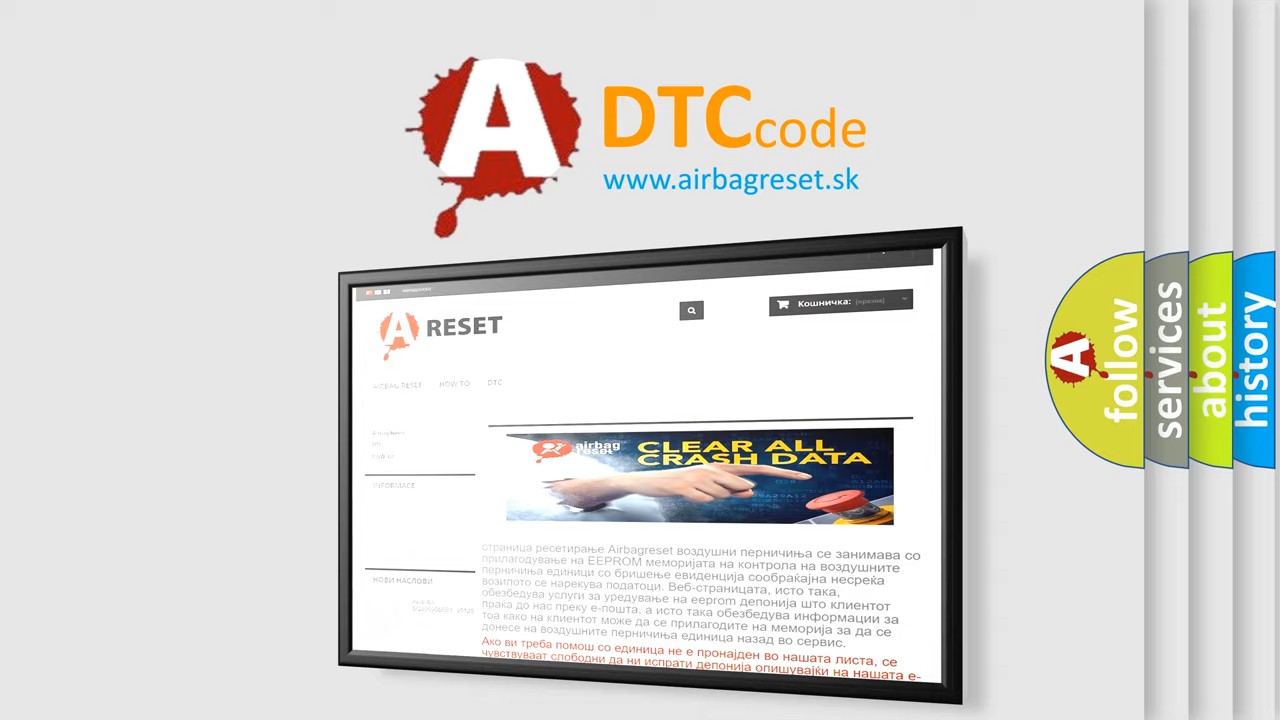 A
DTC code
www.airbagreset.sk
A RESET
Кошничка: (празна)
AIRBAG RESET HOW TO DTC
airbag
reset
CLEAR ALL
CRASH DATA
INFORMACE
НОВИ НАСЛОВИ
страница ресетирање Airbagreset воздушни перничиња се занимава со
прилагодување на EEPROM меморијата на контрола на воздушните
перничиња единици со бришење евиденција сообраќајна несреќа
возилото се нарекува податоци. Веб-страницата, исто така,
обезбедува услуги за уредување на eeprom депонија што клиентот
праќа до нас преку е-пошта, а исто така обезбедува информации за
тоа како на клиентот може да се прилагодите на меморија за да се
донесе на воздушните перничиња единица назад во сервис.
Ако ви треба помош со единица не е пронајден во нашата листа, се
чувствуваат слободни да ни испрати депонија опишувајќи на нашата е-
A
follow
services
about
history